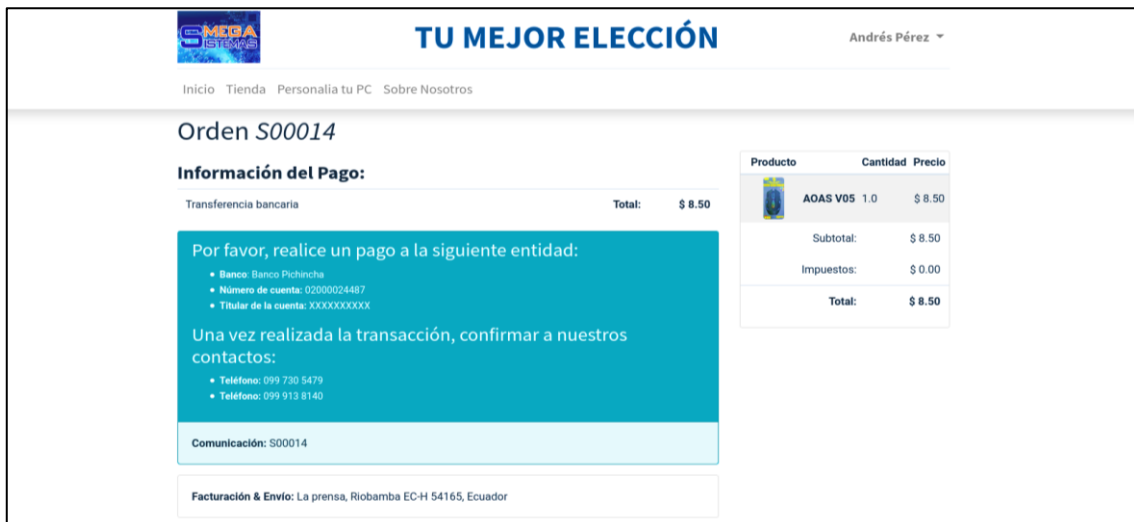 SMEGA
SISTEMAS
TU MEJOR ELECCIÓN
Andrés Pérez
Inicio Tienda Personalia tu PC Sobre Nosotros
Orden S00014
Información del Pago:
Transferencia bancaria Total: $ 8.50
Por favor, realice un pago a la siguiente entidad:
• Banco: Banco Pichincha
• Número de cuenta: 02000024487
• Titular de la cuenta: XXXXXXXXXX
Una vez realizada la transacción, confirmar a nuestros
contactos:
• Teléfono: 099 730 5479
• Teléfono: 099 913 8140
Comunicación: S00014
Facturación & Envío: La prensa, Riobamba EC-H 54165, Ecuador
Producto Cantidad Precio
AOAS V05 1.0 $ 8.50
Subtotal: $ 8.50
Impuestos: $ 0.00
Total: $ 8.50